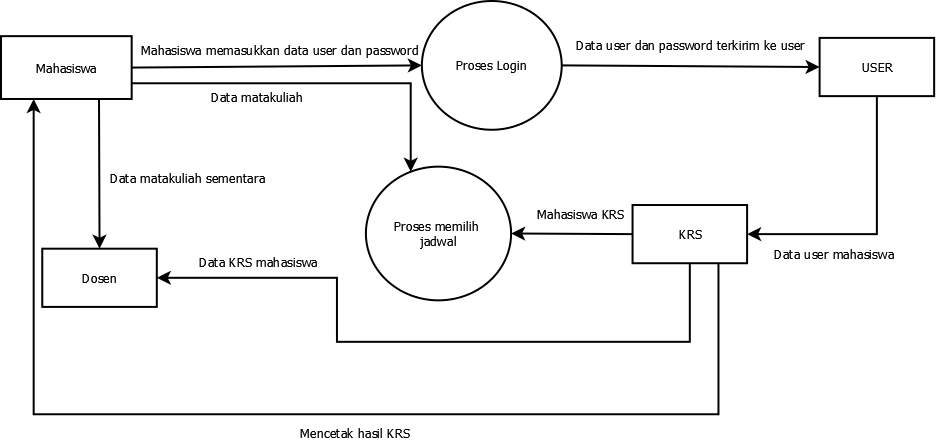 Mahasiswa memasukkan data user dan password
Data user dan password terkirim ke user
Mahasiswa
Proses Login
USER
Data matakuliah
Data matakuliah sementara
Mahasiswa KRS
Proses memilih
jadwal
KRS
Data user mahasiswa
Data KRS mahasiswa
Dosen
Mencetak hasil KRS